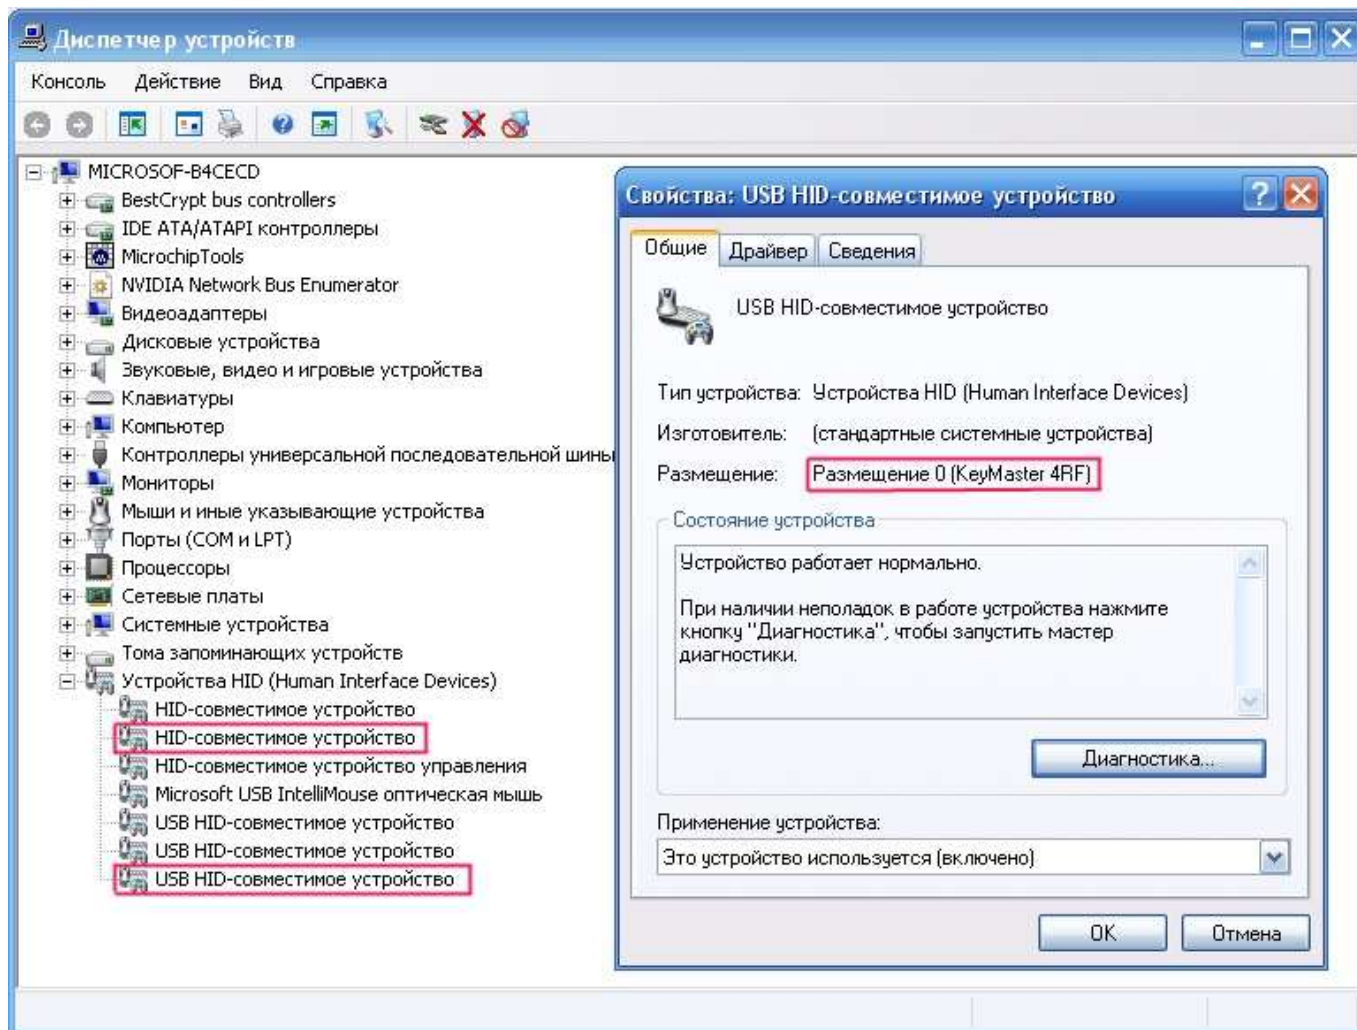 Диспетчер устройств
Консоль Действие Вид Справка
MICROSOF-B4CECD
BestCrypt bus controllers
IDE ATA/ATAPI контроллеры
MicrochipTools
NVIDIA Network Bus Enumerator
Видеоадаптеры
Дисковые устройства
Звуковые, видео и игровые устройства
Клавиатуры
Компьютер
Контроллеры универсальной последовательной шины
Мониторы
Мыши и иные указывающие устройства
Порты (COM и LPT)
Процессоры
Сетевые платы
Системные устройства
Тома запоминающих устройств
Устройства HID (Human Interface Devices)
HID-совместимое устройство
HID-совместимое устройство
HID-совместимое устройство управления
Microsoft USB IntelliMouse оптическая мышь
USB HID-совместимое устройство
USB HID-совместимое устройство
USB HID-совместимое устройство
Свойства: USB HID-совместимое устройство
Общие Драйвер Сведения
USB HID-совместимое устройство
Тип устройства: Устройства HID (Human Interface Devices)
Изготовитель: (стандартные системные устройства)
Размещение: Размещение 0 (KeyMaster 4RF)
Состояние устройства
Устройство работает нормально.
При наличии неполадок в работе устройства нажмите
кнопку "Диагностика", чтобы запустить мастер
диагностики.
Диагностика...
Применение устройства:
Это устройство используется (включено)
OK Отмена